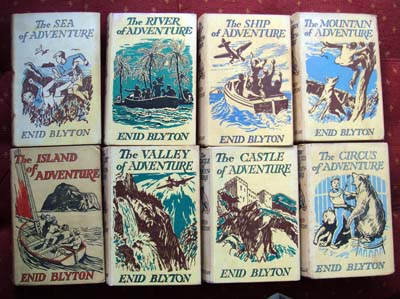 The SEA
of ADVENTURE
ENID BLYTON
The RIVER
of ADVENTURE
ENID BLYTON
The SHIP
of ADVENTURE
ENID BLYTON
The MOUNTAIN
of ADVENTURE
ENID BLYTON
The ISLAND
of ADVENTURE
ENID BLYTON
The VALLEY
of ADVENTURE
ENID BLYTON
The CASTLE
of ADVENTURE
ENID BLYTON
The CIRCUS
of ADVENTURE
ENID BLYTON